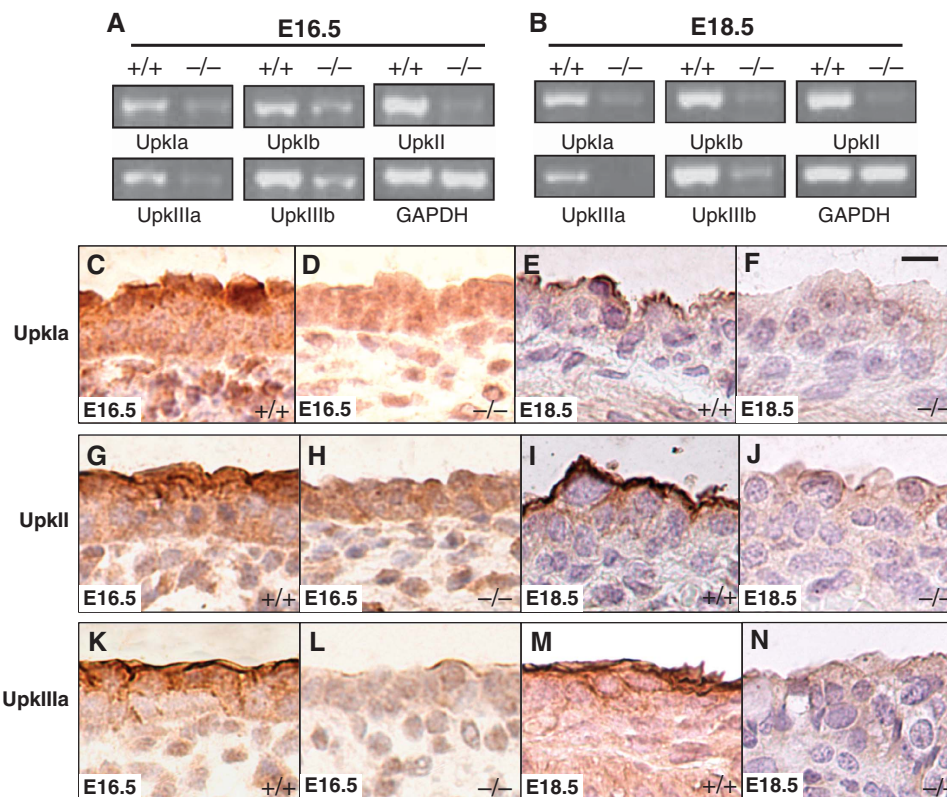 A E16.5
+/+ –/– +/+ –/– +/+ –/–
UpkIa UpkIb UpkII
UpkIIIa UpkIIIb GAPDH
B E18.5
+/+ –/– +/+ –/– +/+ –/–
UpkIa UpkIb UpkII
UpkIIIa UpkIIIb GAPDH
UpkIa
C E16.5 +/+
D E16.5 –/–
E E18.5 +/+
F E18.5 –/–
UpkII
G E16.5 +/+
H E16.5 –/–
I E18.5 +/+
J E18.5 –/–
UpkIIIa
K E16.5 +/+
L E16.5 –/–
M E18.5 +/+
N E18.5 –/–